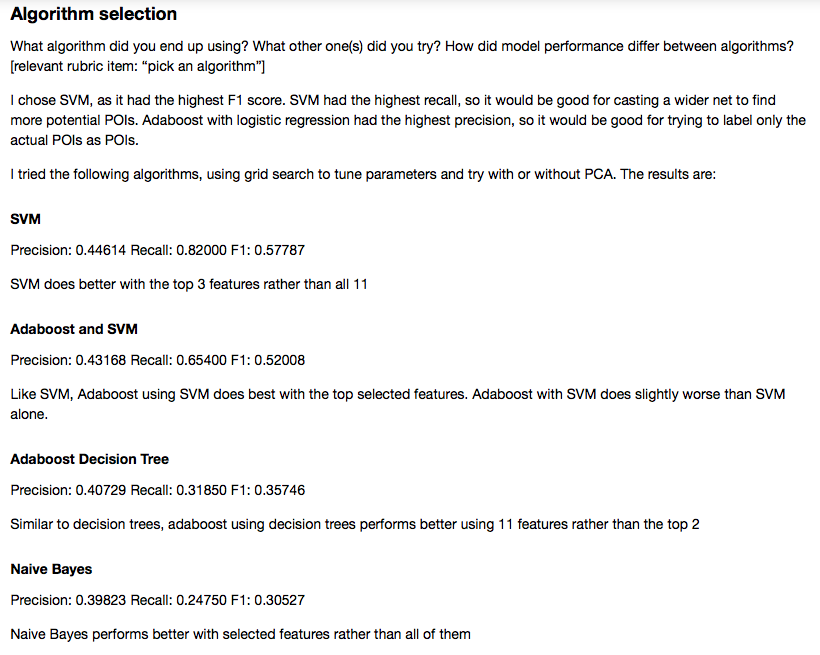 Algorithm selection
What algorithm did you end up using? What other one(s) did you try? How did model performance differ between algorithms?
[relevant rubric item: “pick an algorithm”]
I chose SVM, as it had the highest F1 score. SVM had the highest recall, so it would be good for casting a wider net to find
more potential POIs. Adaboost with logistic regression had the highest precision, so it would be good for trying to label only the
actual POIs as POIs.
I tried the following algorithms, using grid search to tune parameters and try with or without PCA. The results are:
SVM
Precision: 0.44614 Recall: 0.82000 F1: 0.57787
SVM does better with the top 3 features rather than all 11
Adaboost and SVM
Precision: 0.43168 Recall: 0.65400 F1: 0.52008
Like SVM, Adaboost using SVM does best with the top selected features. Adaboost with SVM does slightly worse than SVM
alone.
Adaboost Decision Tree
Precision: 0.40729 Recall: 0.31850 F1: 0.35746
Similar to decision trees, adaboost using decision trees performs better using 11 features rather than the top 2
Naive Bayes
Precision: 0.39823 Recall: 0.24750 F1: 0.30527
Naive Bayes performs better with selected features rather than all of them